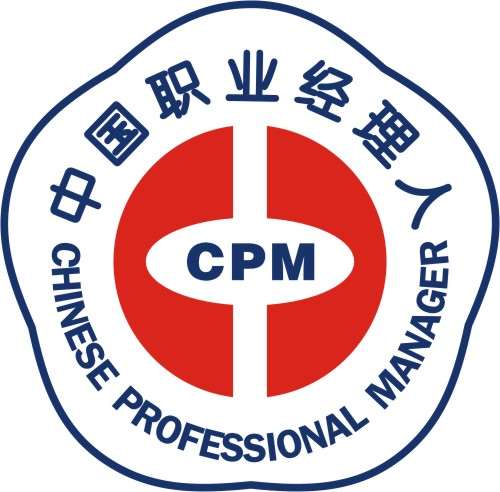 中国职业经理人
CPM
CHINESE PROFESSIONAL MANAGER